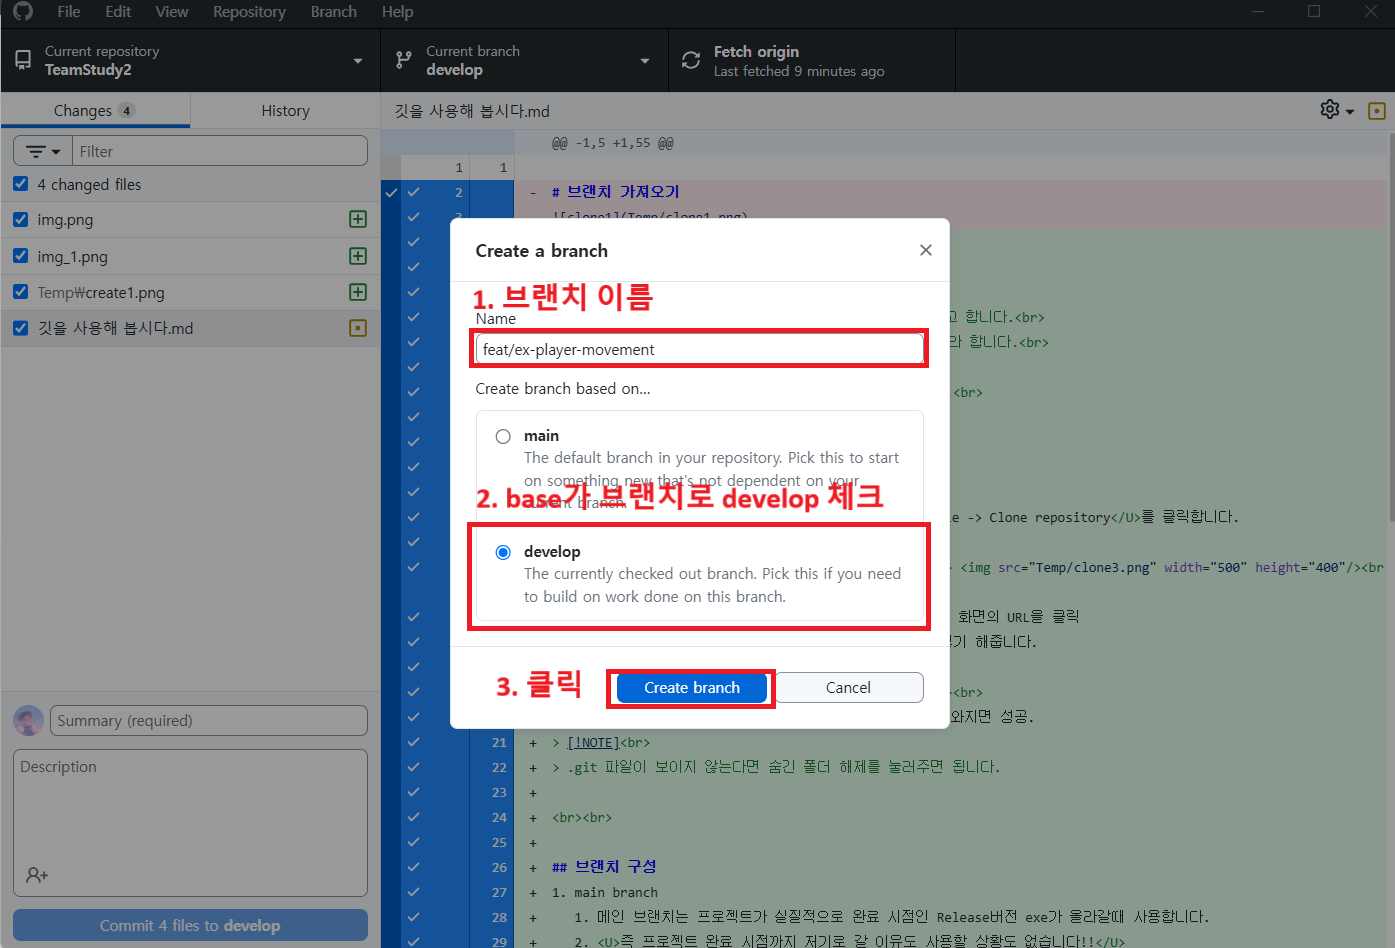 File Edit View Repository Branch Help
Current repository
TeamStudy2
Current branch
develop
Fetch origin
Last fetched 9 minutes ago
Changes 4
History
깃을 사용해 봅시다.md
Filter
4 changed files
img.png
img_1.png
Temp₩create1.png
깃을 사용해 봅시다.md
Summary (required)
Description
Commit 4 files to develop
@@ -1,5 +1,55 @@
1 1
2 - # 브랜치 가져오기
![clone1](Temp/clone1.png)
고 합니다.<br>
라 합니다.<br>
<br>
e -> Clone repository</U>를 클릭합니다.
<img src="Temp/clone3.png" width="500" height="400"/><br
화면의 URL을 클릭
기 해줍니다.
<br>
와지면 성공.
21 + > [!NOTE]<br>
22 + > .git 파일이 보이지 않는다면 숨긴 폴더 해제를 눌러주면 됩니다.
23 +
24 + <br><br>
25 +
26 + ## 브랜치 구성
27 + 1. main branch
28 + 1. 메인 브랜치는 프로젝트가 실질적으로 완료 시점인 Release버전 exe가 올라갈때 사용합니다.
29 + 2. <U>즉 프로젝트 완료 시점까지 저기로 갈 이유도 사용할 상황도 없습니다!!</U>
Create a branch
1. 브랜치 이름
Name
feat/ex-player-movement
Create branch based on...
main
The default branch in your repository. Pick this to start
on something new that's not dependent on your
current branch.
2. base가 브랜치로 develop 체크
develop
The currently checked out branch. Pick this if you need
to build on work done on this branch.
3. 클릭
Create branch
Cancel